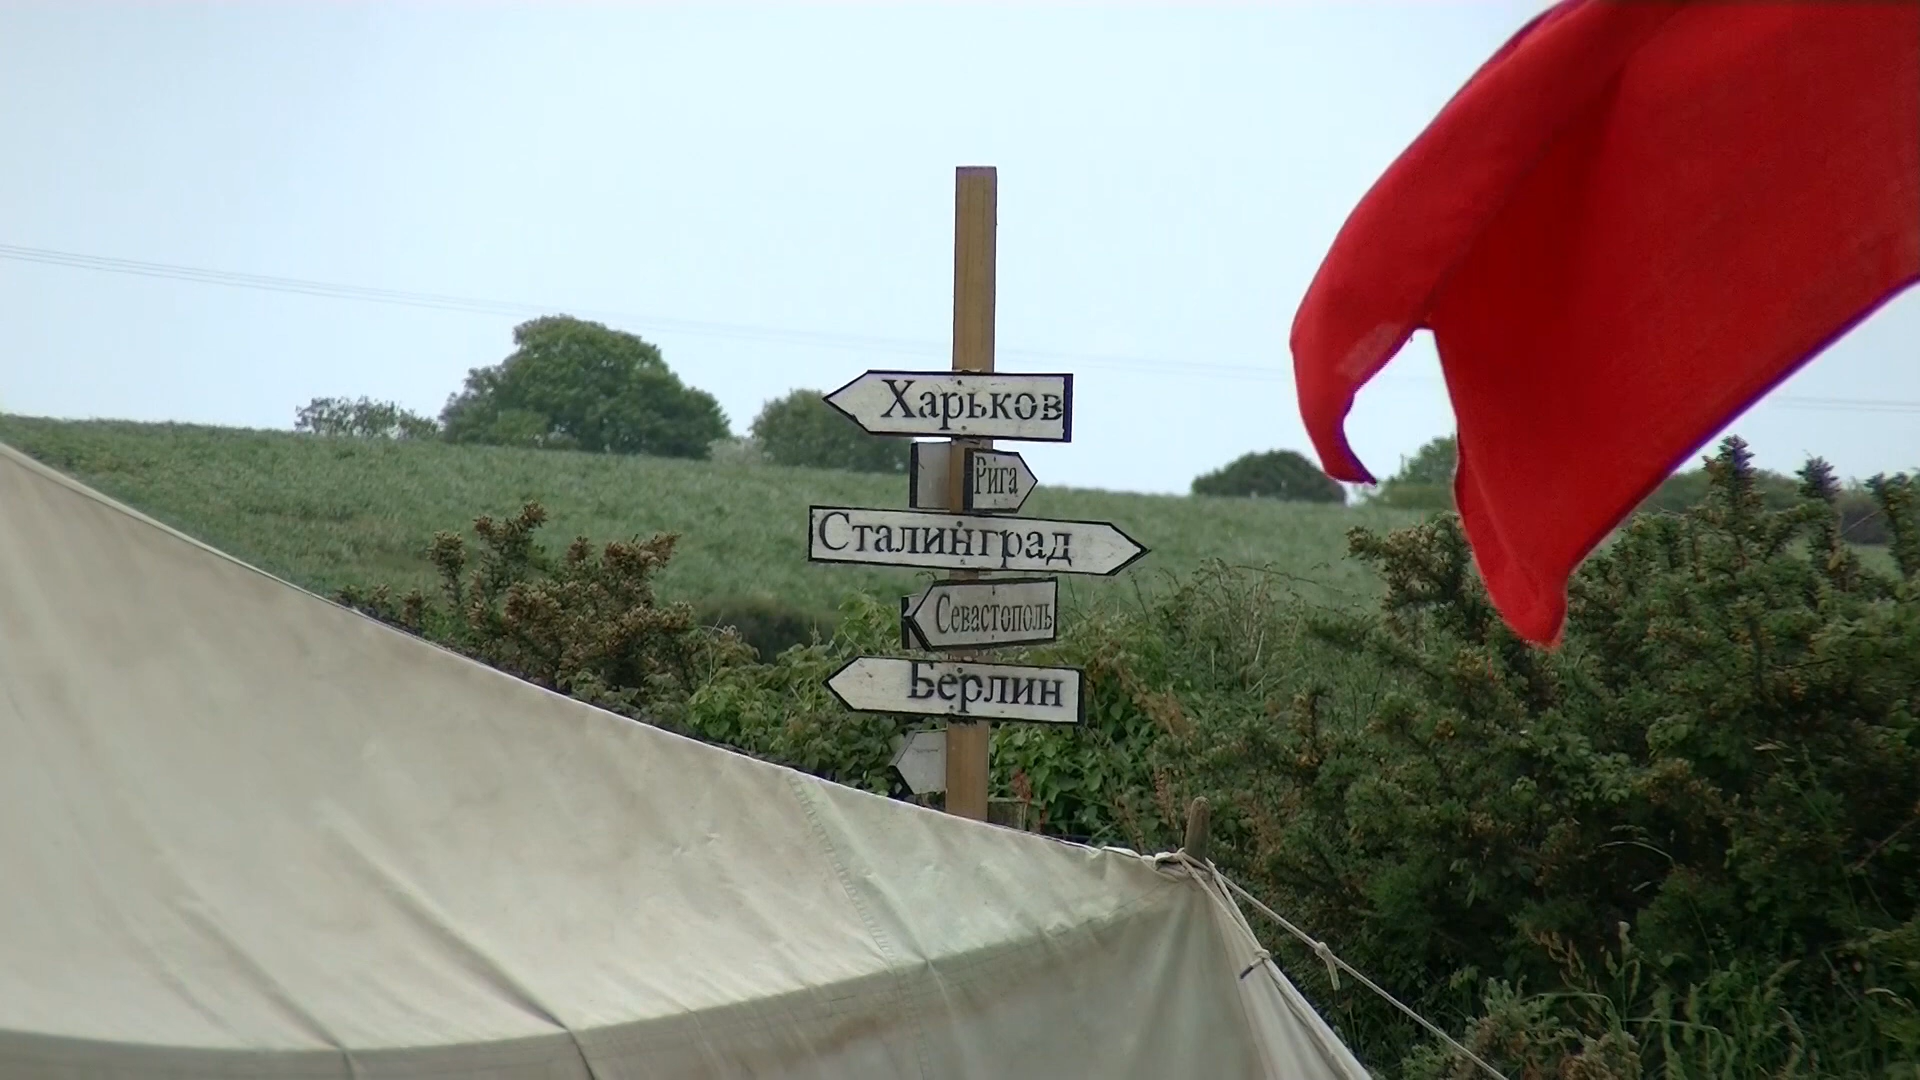 Харьков
Рига
Сталинград
Севастополь
Берлин